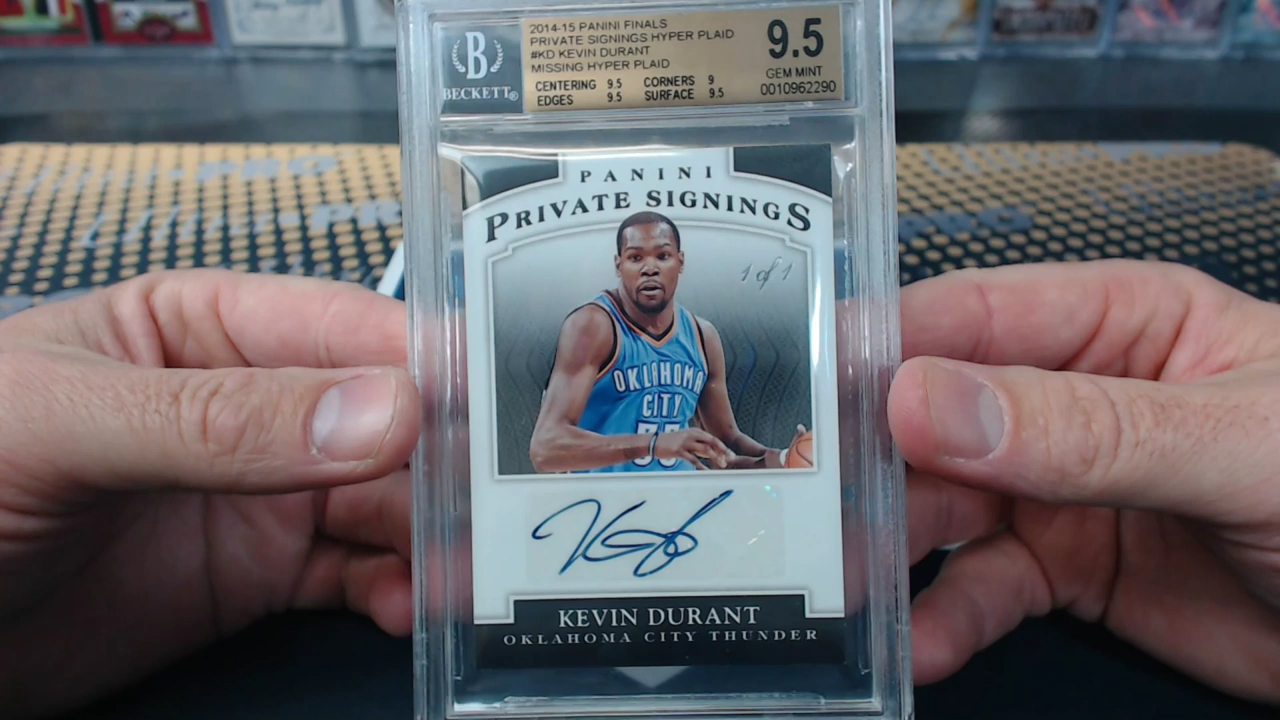 2014-15 PANINI FINALS
PRIVATE SIGNINGS HYPER PLAID
#KD KEVIN DURANT
MISSING HYPER PLAID
CENTERING 9.5 CORNERS 9
EDGES 9.5 SURFACE 9.5
9.5
GEM MINT
0010962290
B
BECKETT®
PANINI
PRIVATE SIGNINGS
1 of 1
OKLAHOMA
CITY
35
KEVIN DURANT
OKLAHOMA CITY THUNDER